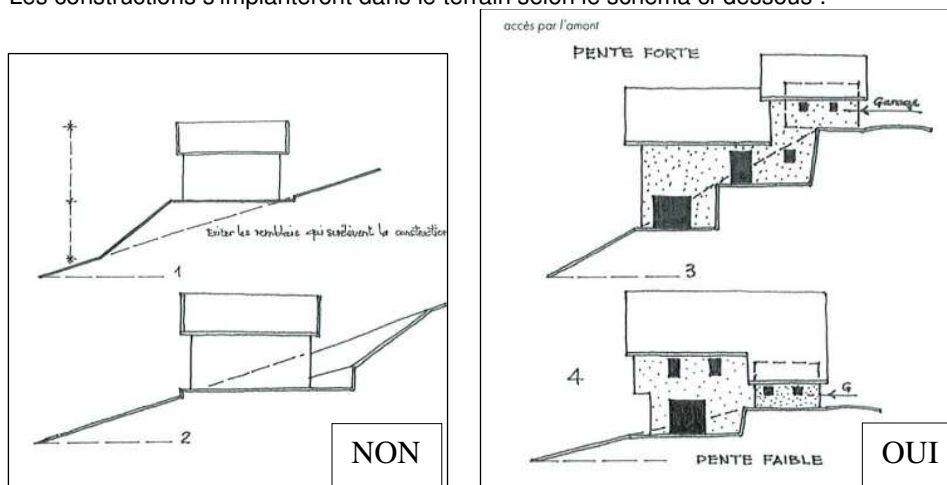 Les constructions s'implanteront dans le terrain selon le schéma ci-dessous :
Eviter les remblais qui surélèvent la construction
1
2
NON
accès par l'amont
PENTE FORTE
Garage
3
4
G
PENTE FAIBLE
OUI